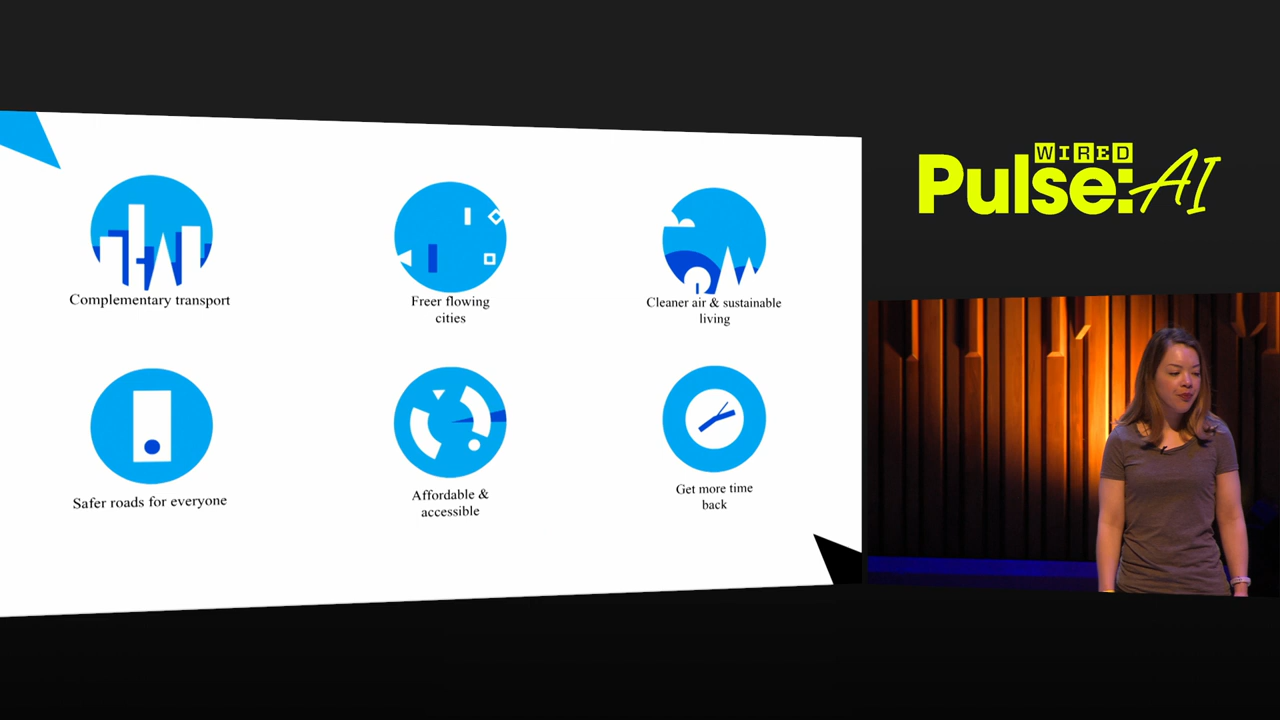 WIRED
Pulse:AI
Complementary transport
Freer flowing
cities
Cleaner air & sustainable
living
Safer roads for everyone
Affordable &
accessible
Get more time
back